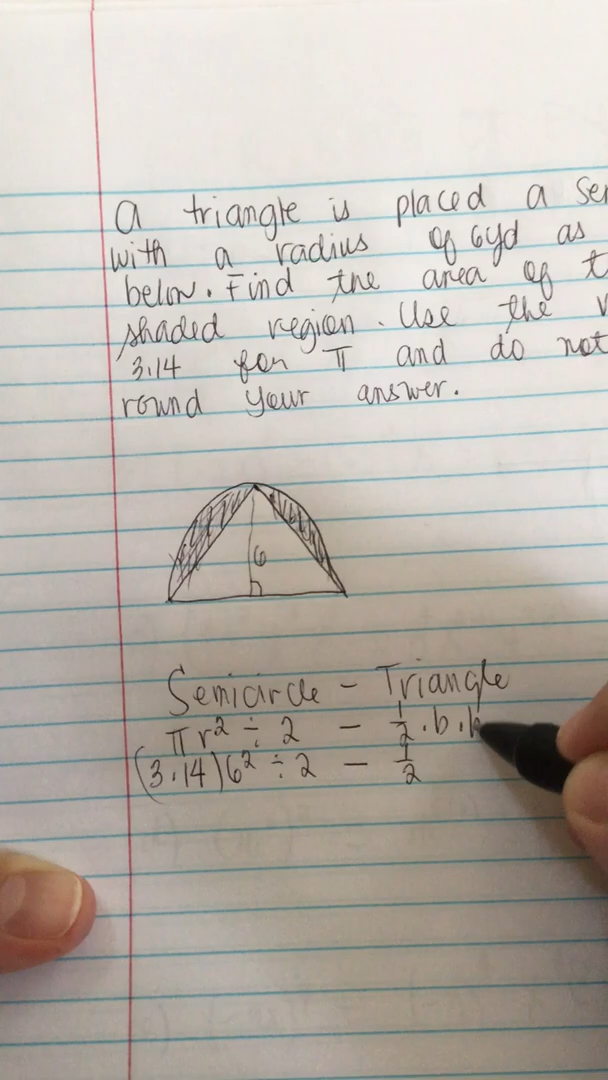 A triangle is placed a
with a radius of 6yd as
below. Find the area of
shaded region. Use the
3.14 for π and do not
round your answer.
6
Semicircle - Triangle
πr² ÷ 2 - 1/2 . b .
(3.14)6² ÷ 2 - 1/2